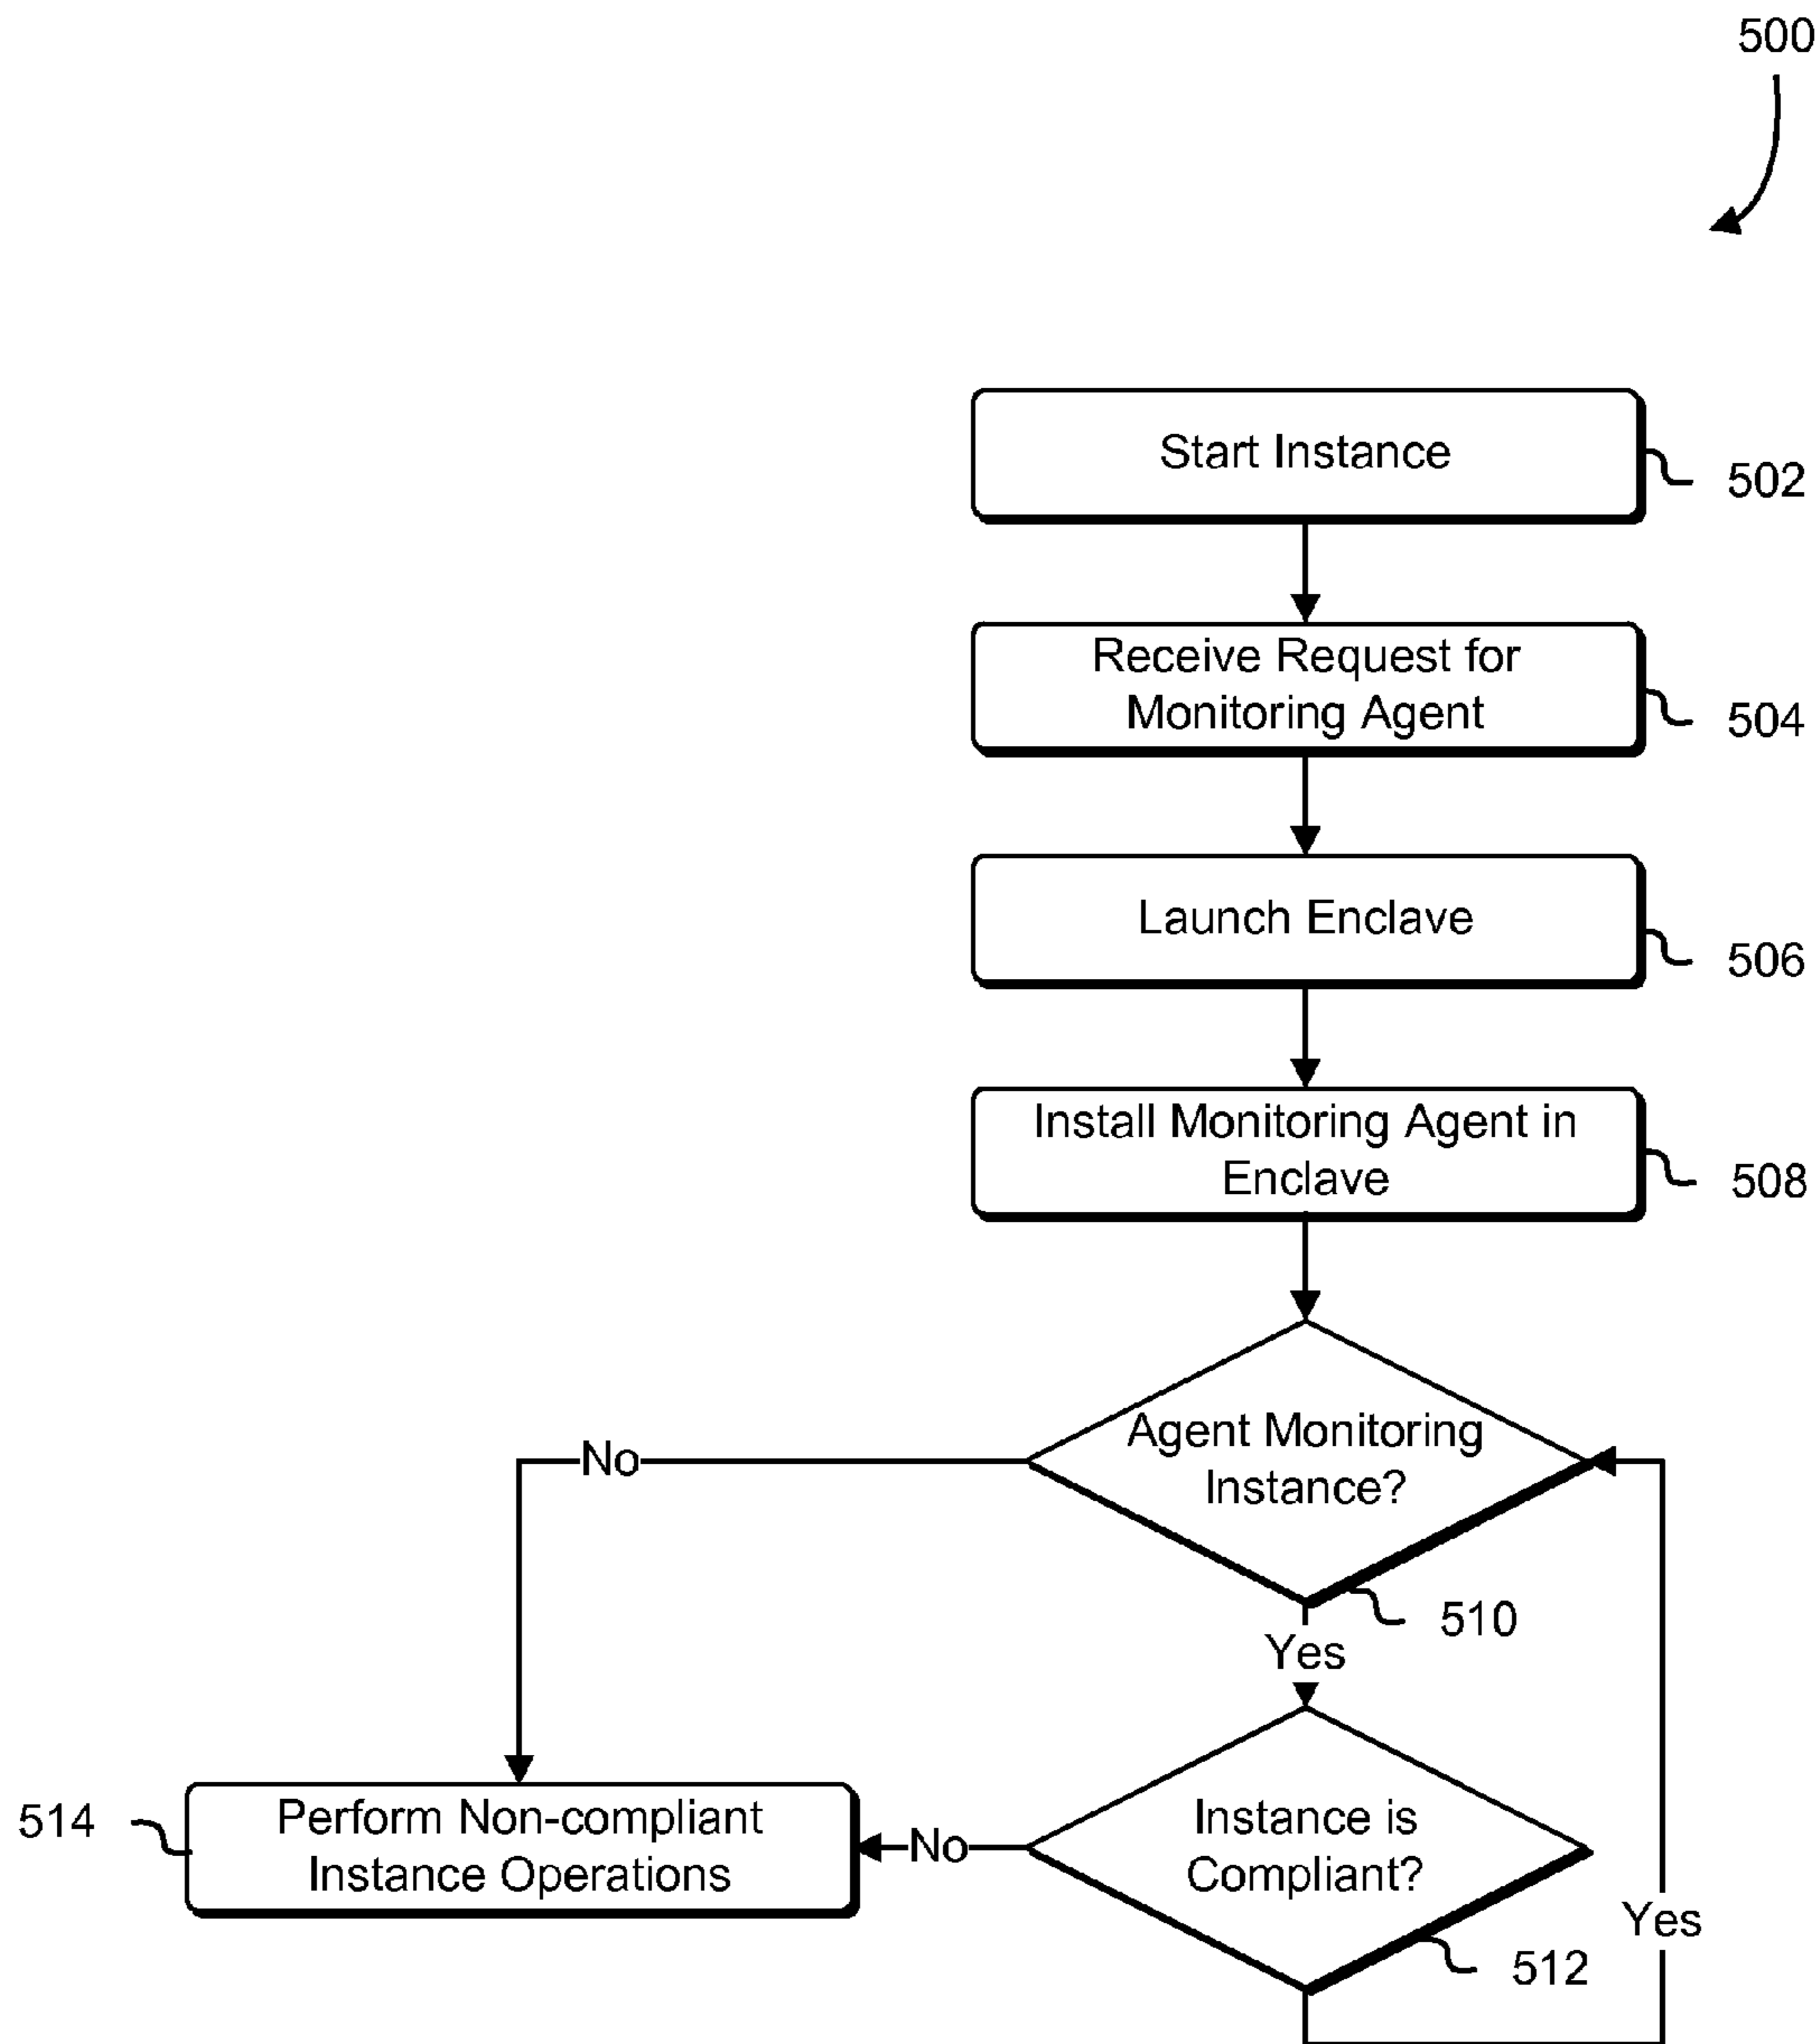 500
Start Instance
502
Receive Request for
Monitoring Agent
504
Launch Enclave
506
Install Monitoring Agent in
Enclave
508
Agent Monitoring
Instance?
No
510
Yes
514
Perform Non-compliant
Instance Operations
No
Instance is
Compliant?
Yes
512